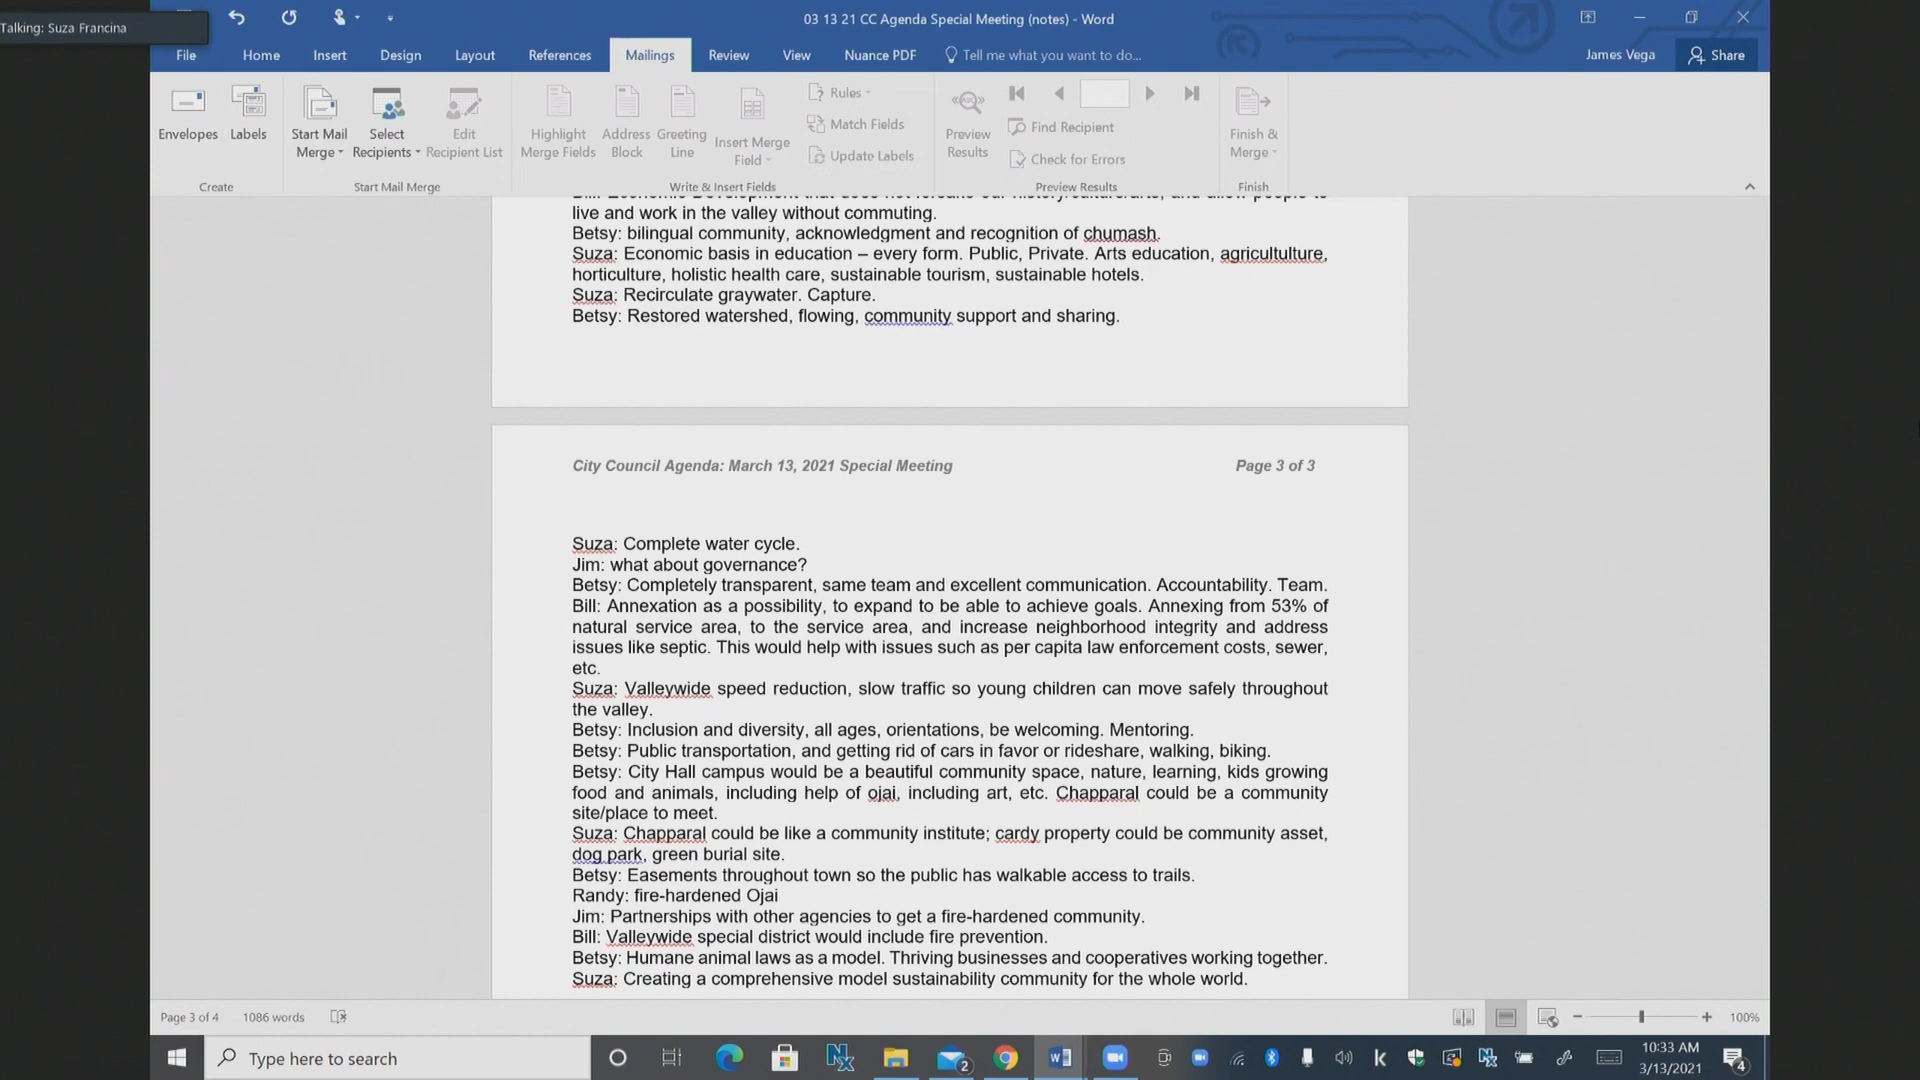 Talking: Suza Francina
03 13 21 CC Agenda Special Meeting (notes) - Word
File Home Insert Design Layout References Mailings Review View Nuance PDF Tell me what you want to do... James Vega Share
Envelopes Labels Start Mail Merge Select Recipients Edit Recipient List Highlight Merge Fields Address Block Greeting Line Insert Merge Field Rules Match Fields Update Labels Preview Results Find Recipient Check for Errors Finish & Merge
Create Start Mail Merge Write & Insert Fields Preview Results Finish
Bill: Economic Development that does not forsake our history/culture/arts, and allow people to
live and work in the valley without commuting.
Betsy: bilingual community, acknowledgment and recognition of chumash.
Suza: Economic basis in education – every form. Public, Private. Arts education, agricultulture,
horticulture, holistic health care, sustainable tourism, sustainable hotels.
Suza: Recirculate graywater. Capture.
Betsy: Restored watershed, flowing, community support and sharing.
City Council Agenda: March 13, 2021 Special Meeting Page 3 of 3
Suza: Complete water cycle.
Jim: what about governance?
Betsy: Completely transparent, same team and excellent communication. Accountability. Team.
Bill: Annexation as a possibility, to expand to be able to achieve goals. Annexing from 53% of
natural service area, to the service area, and increase neighborhood integrity and address
issues like septic. This would help with issues such as per capita law enforcement costs, sewer,
etc.
Suza: Valleywide speed reduction, slow traffic so young children can move safely throughout
the valley.
Betsy: Inclusion and diversity, all ages, orientations, be welcoming. Mentoring.
Betsy: Public transportation, and getting rid of cars in favor or rideshare, walking, biking.
Betsy: City Hall campus would be a beautiful community space, nature, learning, kids growing
food and animals, including help of ojai, including art, etc. Chapparal could be a community
site/place to meet.
Suza: Chapparal could be like a community institute; cardy property could be community asset,
dog park, green burial site.
Betsy: Easements throughout town so the public has walkable access to trails.
Randy: fire-hardened Ojai
Jim: Partnerships with other agencies to get a fire-hardened community.
Bill: Valleywide special district would include fire prevention.
Betsy: Humane animal laws as a model. Thriving businesses and cooperatives working together.
Suza: Creating a comprehensive model sustainability community for the whole world.
Page 3 of 4 1086 words 100%
Type here to search 2 10:33 AM
3/13/2021 4